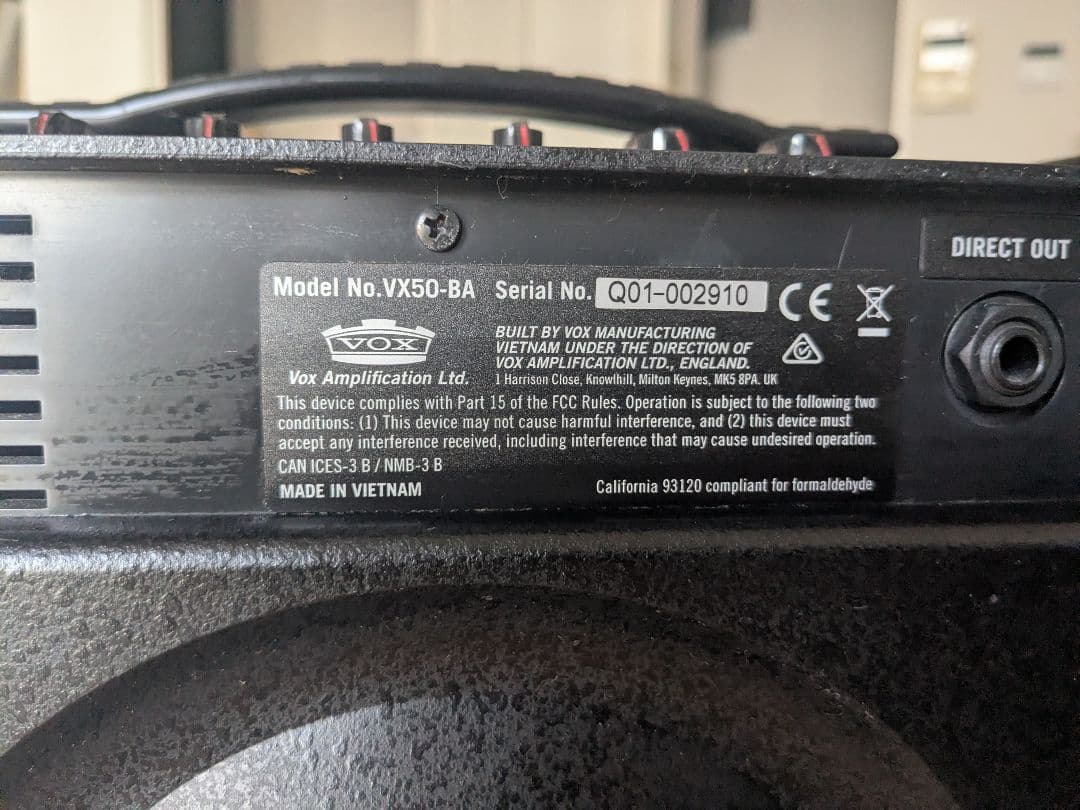 DIRECT OUT
Model No.VX50-BA Serial No. Q01-002910
VOX
Vox Amplification Ltd.
BUILT BY VOX MANUFACTURING
VIETNAM UNDER THE DIRECTION OF
VOX AMPLIFICATION LTD., ENGLAND.
1 Harrison Close, Knowlhill, Milton Keynes, MK5 8PA. UK
This device complies with Part 15 of the FCC Rules. Operation is subject to the following two
conditions: (1) This device may not cause harmful interference, and (2) this device must
accept any interference received, including interference that may cause undesired operation.
CAN ICES-3 B / NMB-3 B
MADE IN VIETNAM
California 93120 compliant for formaldehyde
CE